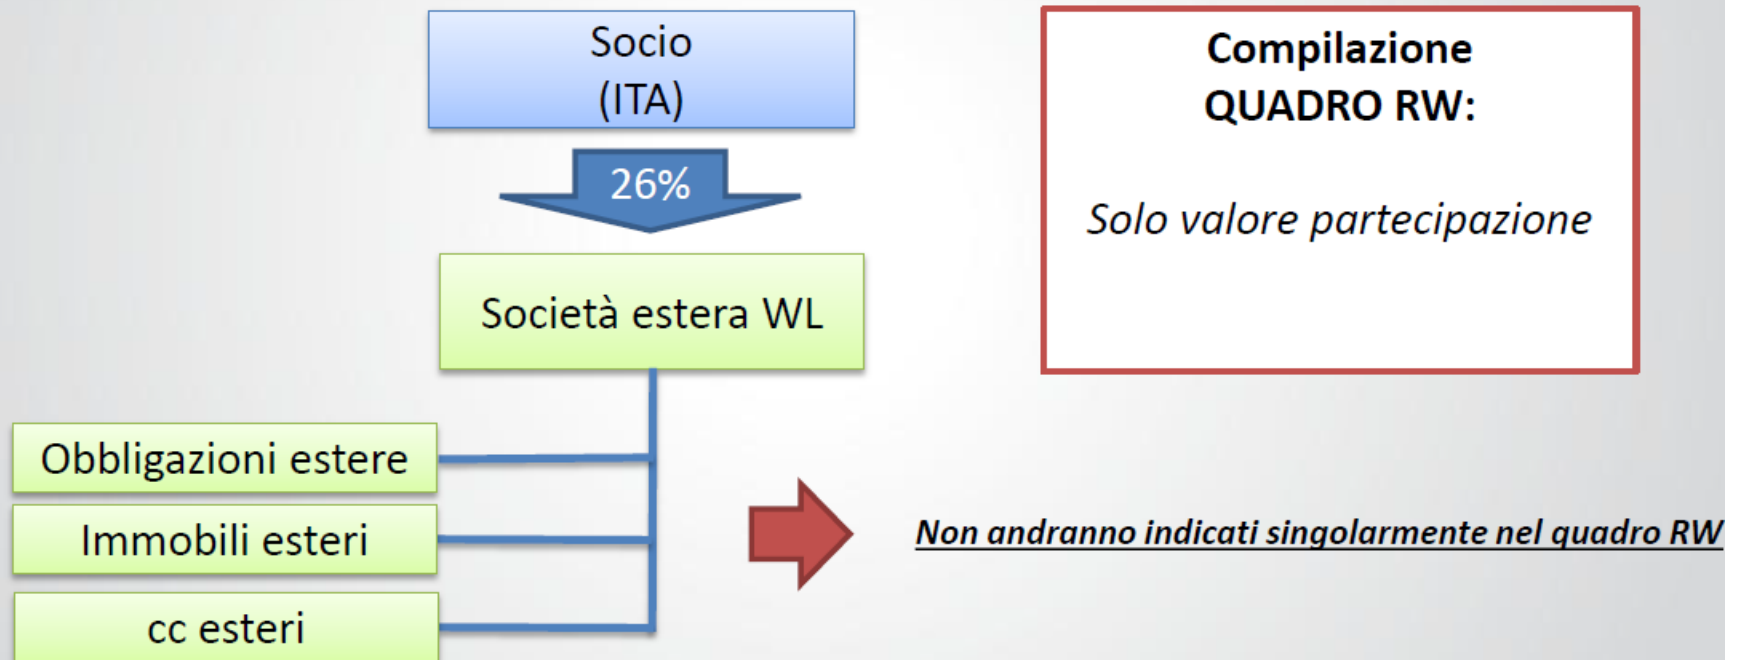 Socio
(ITA)
26%
Società estera WL
Obbligazioni estere
Immobili esteri
cc esteri
Compilazione
QUADRO RW:
Solo valore partecipazione
Non andranno indicati singolarmente nel quadro RW